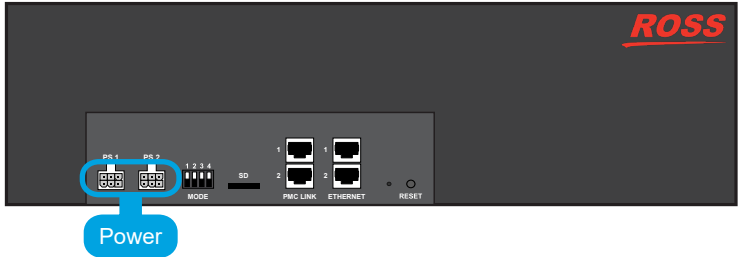 ROSS
PS 1 PS 2
1 2 3 4
MODE
SD
1
2
PMC LINK
1
2
ETHERNET
RESET
Power